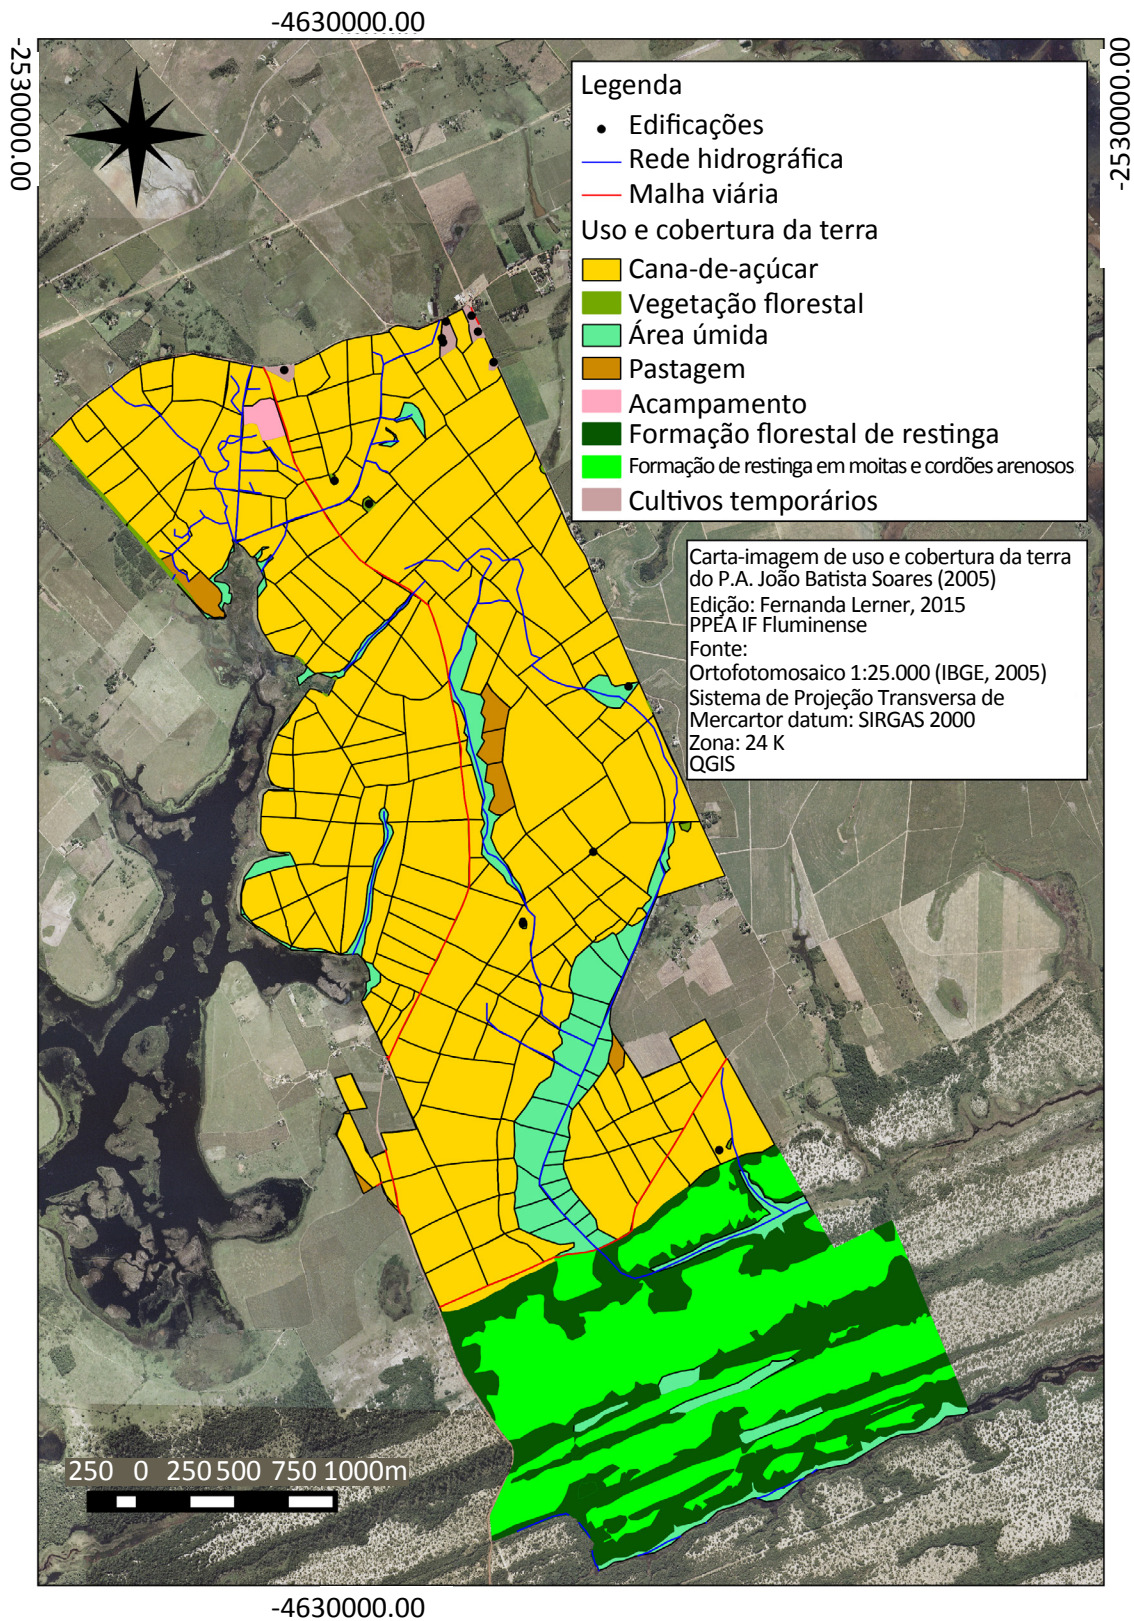 -4630000.00
-2530000.00
-2530000.00
Legenda
Edificações
Rede hidrográfica
Malha viária
Uso e cobertura da terra
Cana-de-açúcar
Vegetação florestal
Área úmida
Pastagem
Acampamento
Formação florestal de restinga
Formação de restinga em moitas e cordões arenosos
Cultivos temporários
Carta-imagem de uso e cobertura da terra
do P.A. João Batista Soares (2005)
Edição: Fernanda Lerner, 2015
PPEA IF Fluminense
Fonte:
Ortofotomosaico 1:25.000 (IBGE, 2005)
Sistema de Projeção Transversa de
Mercartor datum: SIRGAS 2000
Zona: 24 K
QGIS
250 0 250 500 750 1000m
-4630000.00